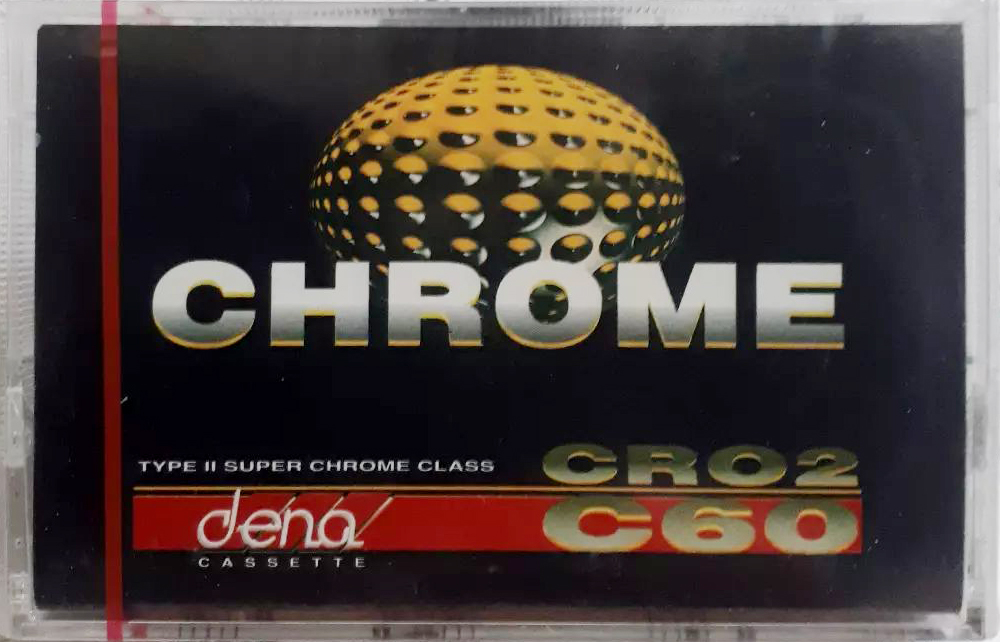 CHROME
TYPE II SUPER CHROME CLASS
CRO2
dena
C60
CASSETTE